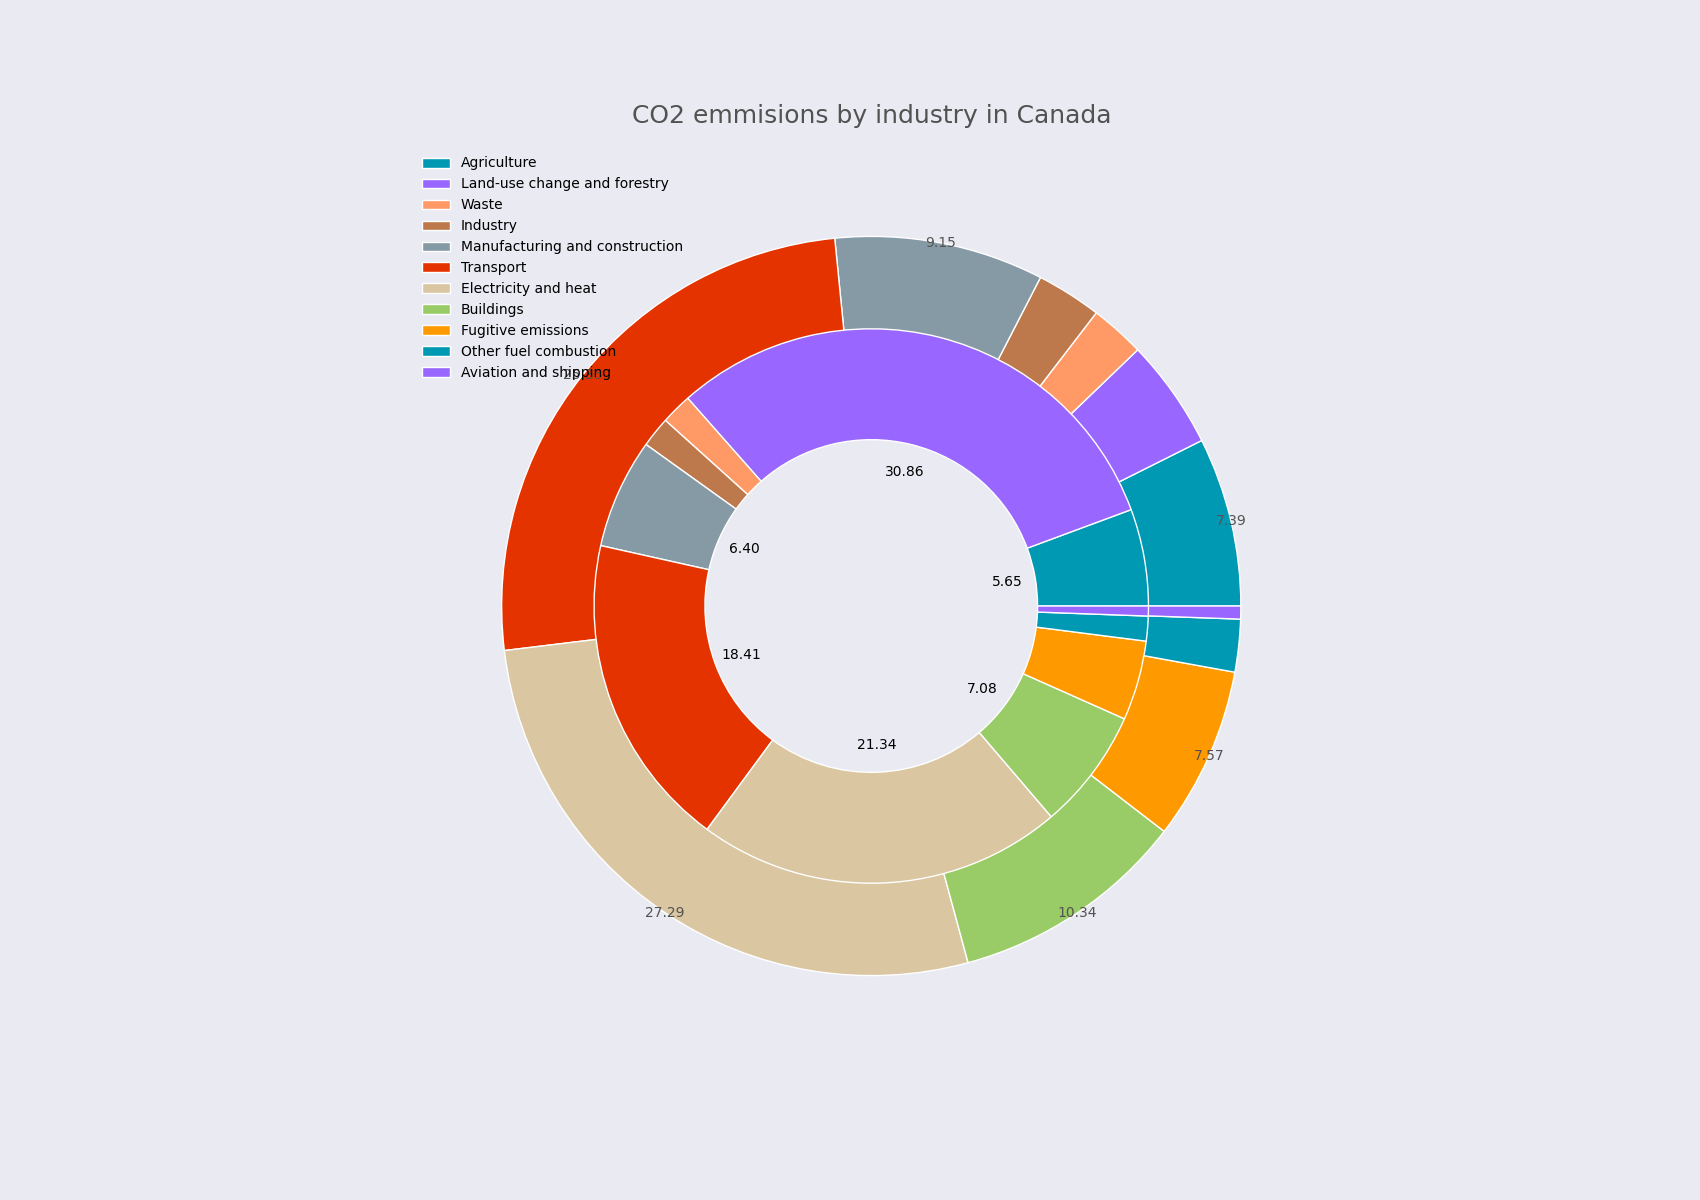 CO2 emmisions by industry in Canada
Agriculture
Land-use change and forestry
Waste
Industry
Manufacturing and construction
Transport
Electricity and heat
Buildings
Fugitive emissions
Other fuel combustion
Aviation and shipping
9.15
30.86
7.39
6.40
5.65
18.41
7.08
21.34
7.57
27.29
10.34